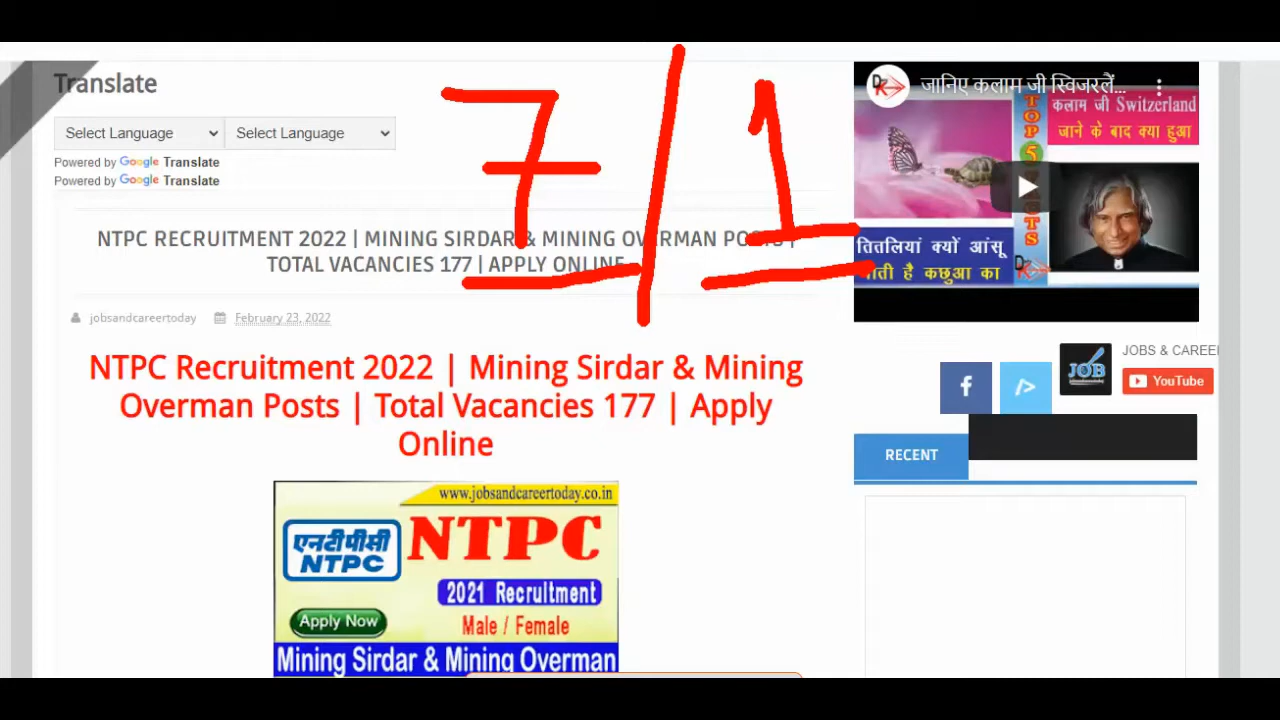 Translate
Select Language Select Language
Powered by Google Translate
Powered by Google Translate
7/1
NTPC RECRUITMENT 2022 | MINING SIRDAR & MINING OVERMAN POSTS |
TOTAL VACANCIES 177 | APPLY ONLINE
jobsandcareertoday February 23, 2022
NTPC Recruitment 2022 | Mining Sirdar & Mining
Overman Posts | Total Vacancies 177 | Apply
Online
www.jobsandcareertoday.co.in
एनटीपीसी
NTPC
NTPC
2021 Recruitment
Apply Now
Male / Female
Mining Sirdar & Mining Overman
DK
जानिए कलाम जी स्विजरलैं...
TOP 5
कलाम जी Switzerland
जाने के बाद क्या हुआ
तितलियां क्यों आंसू
है कछुआ का
JOB
JOBS & CAREE
YouTube
RECENT